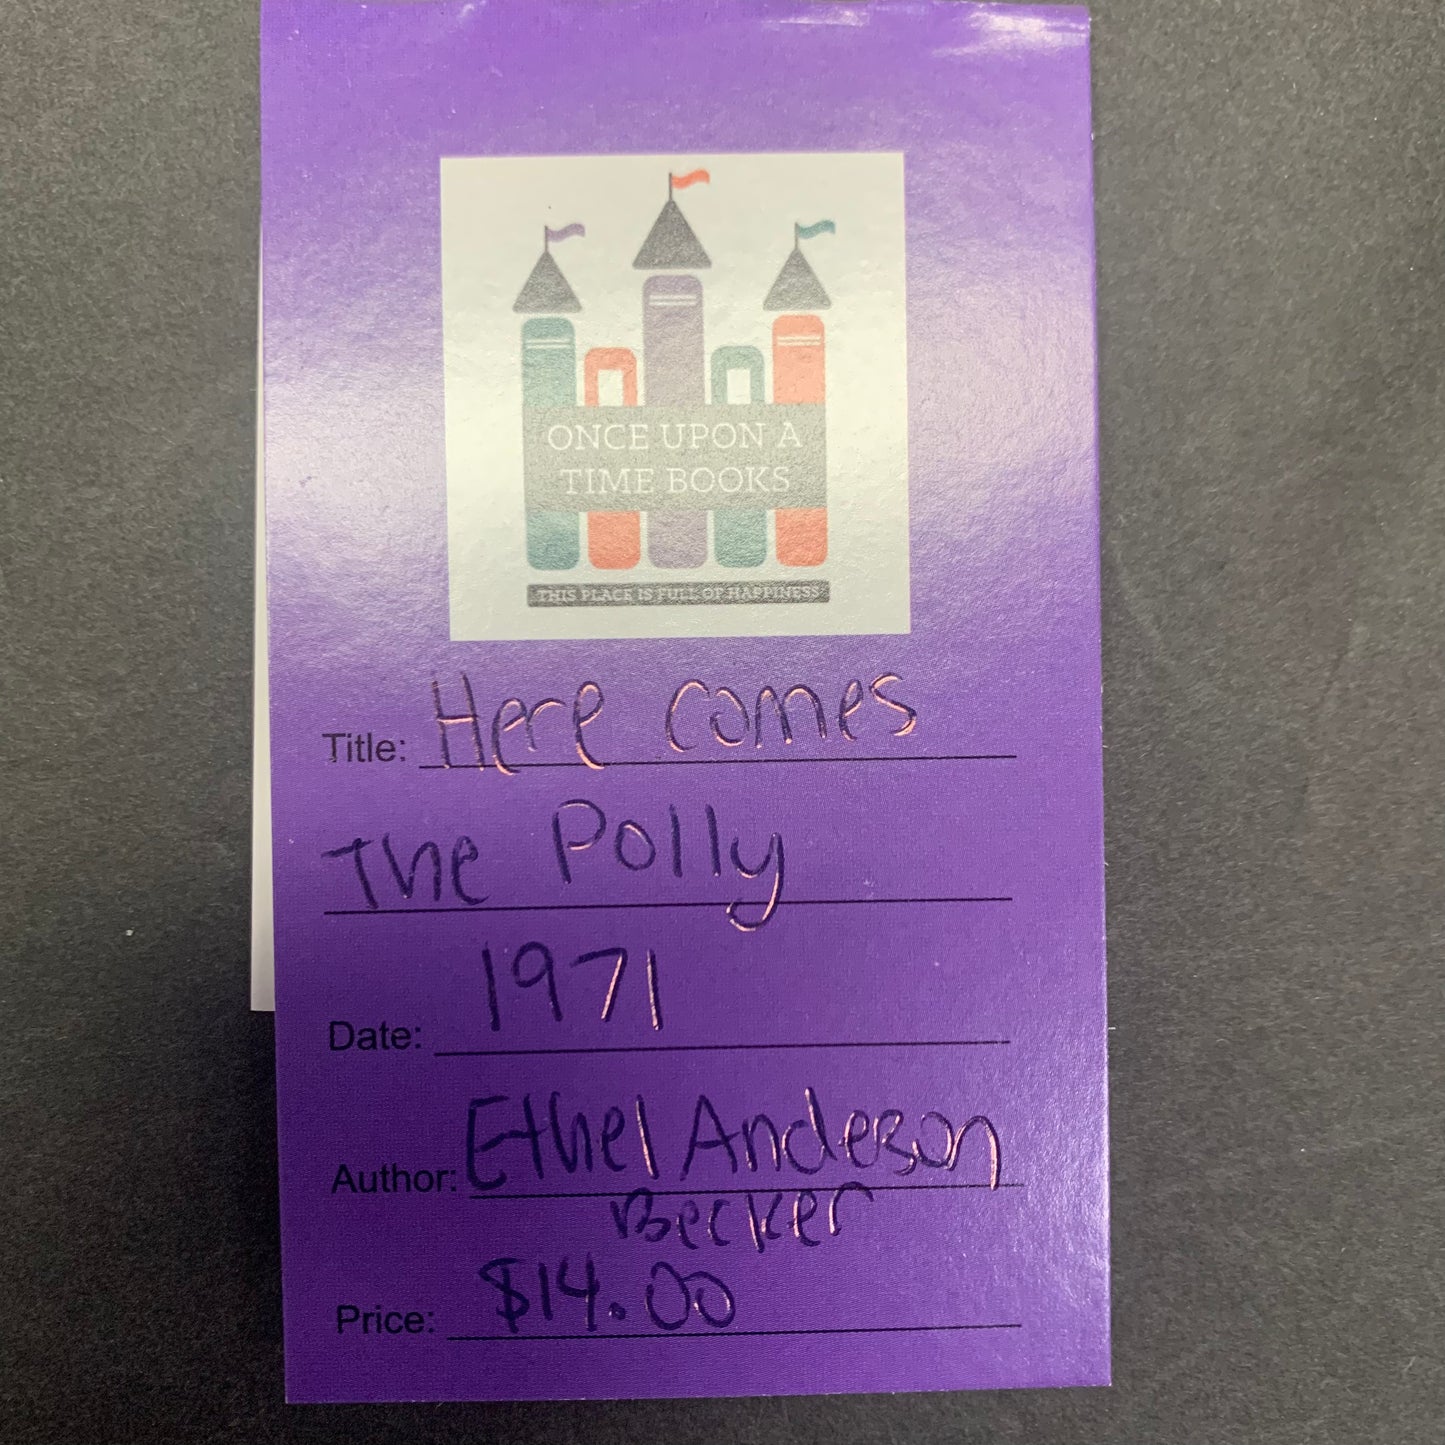 ONCE UPON A
TIME BOOKS
THIS PLACE IS FULL OF HAPPINESS
Title: Here comes
The Polly
Date: 1971
Author: Ethel Anderson
Becker
Price: $14.00